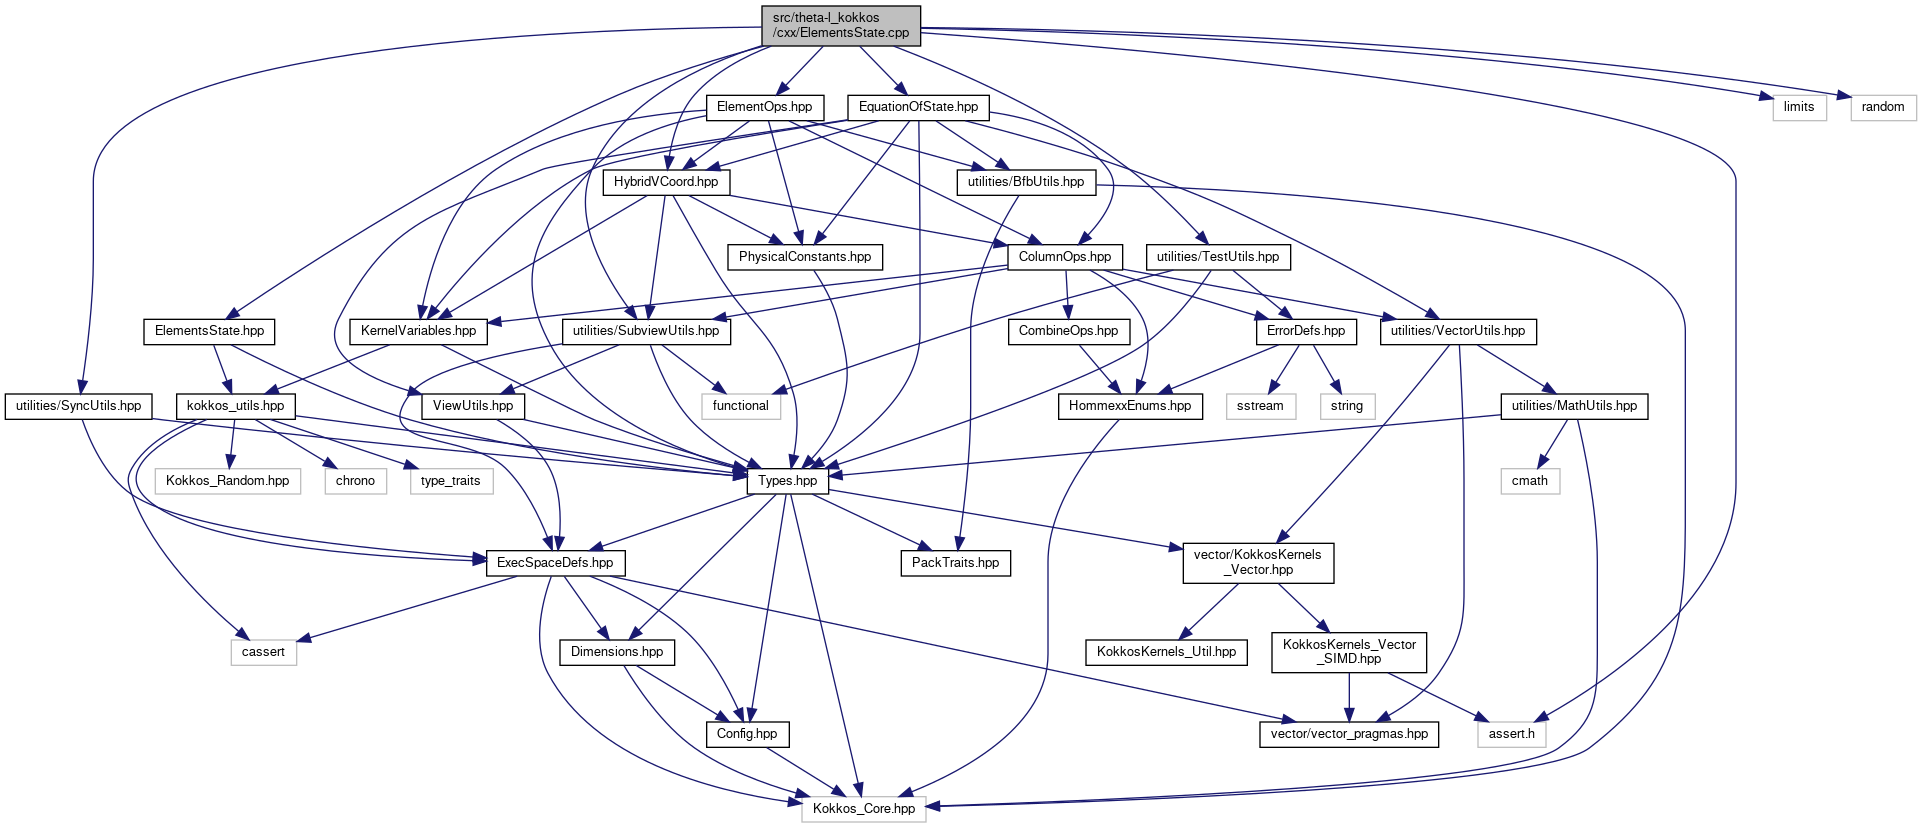 src/theta-l_kokkos
/cxx/ElementsState.cpp
ElementOps.hpp
EquationOfState.hpp
limits
random
HybridVCoord.hpp
utilities/BfbUtils.hpp
PhysicalConstants.hpp
ColumnOps.hpp
utilities/TestUtils.hpp
ElementsState.hpp
KernelVariables.hpp
utilities/SubviewUtils.hpp
CombineOps.hpp
ErrorDefs.hpp
utilities/VectorUtils.hpp
utilities/SyncUtils.hpp
kokkos_utils.hpp
ViewUtils.hpp
functional
HommexxEnums.hpp
sstream
string
utilities/MathUtils.hpp
Kokkos_Random.hpp
chrono
type_traits
Types.hpp
cmath
ExecSpaceDefs.hpp
PackTraits.hpp
vector/KokkosKernels
_Vector.hpp
cassert
Dimensions.hpp
KokkosKernels_Util.hpp
KokkosKernels_Vector
_SIMD.hpp
Config.hpp
vector/vector_pragmas.hpp
assert.h
Kokkos_Core.hpp